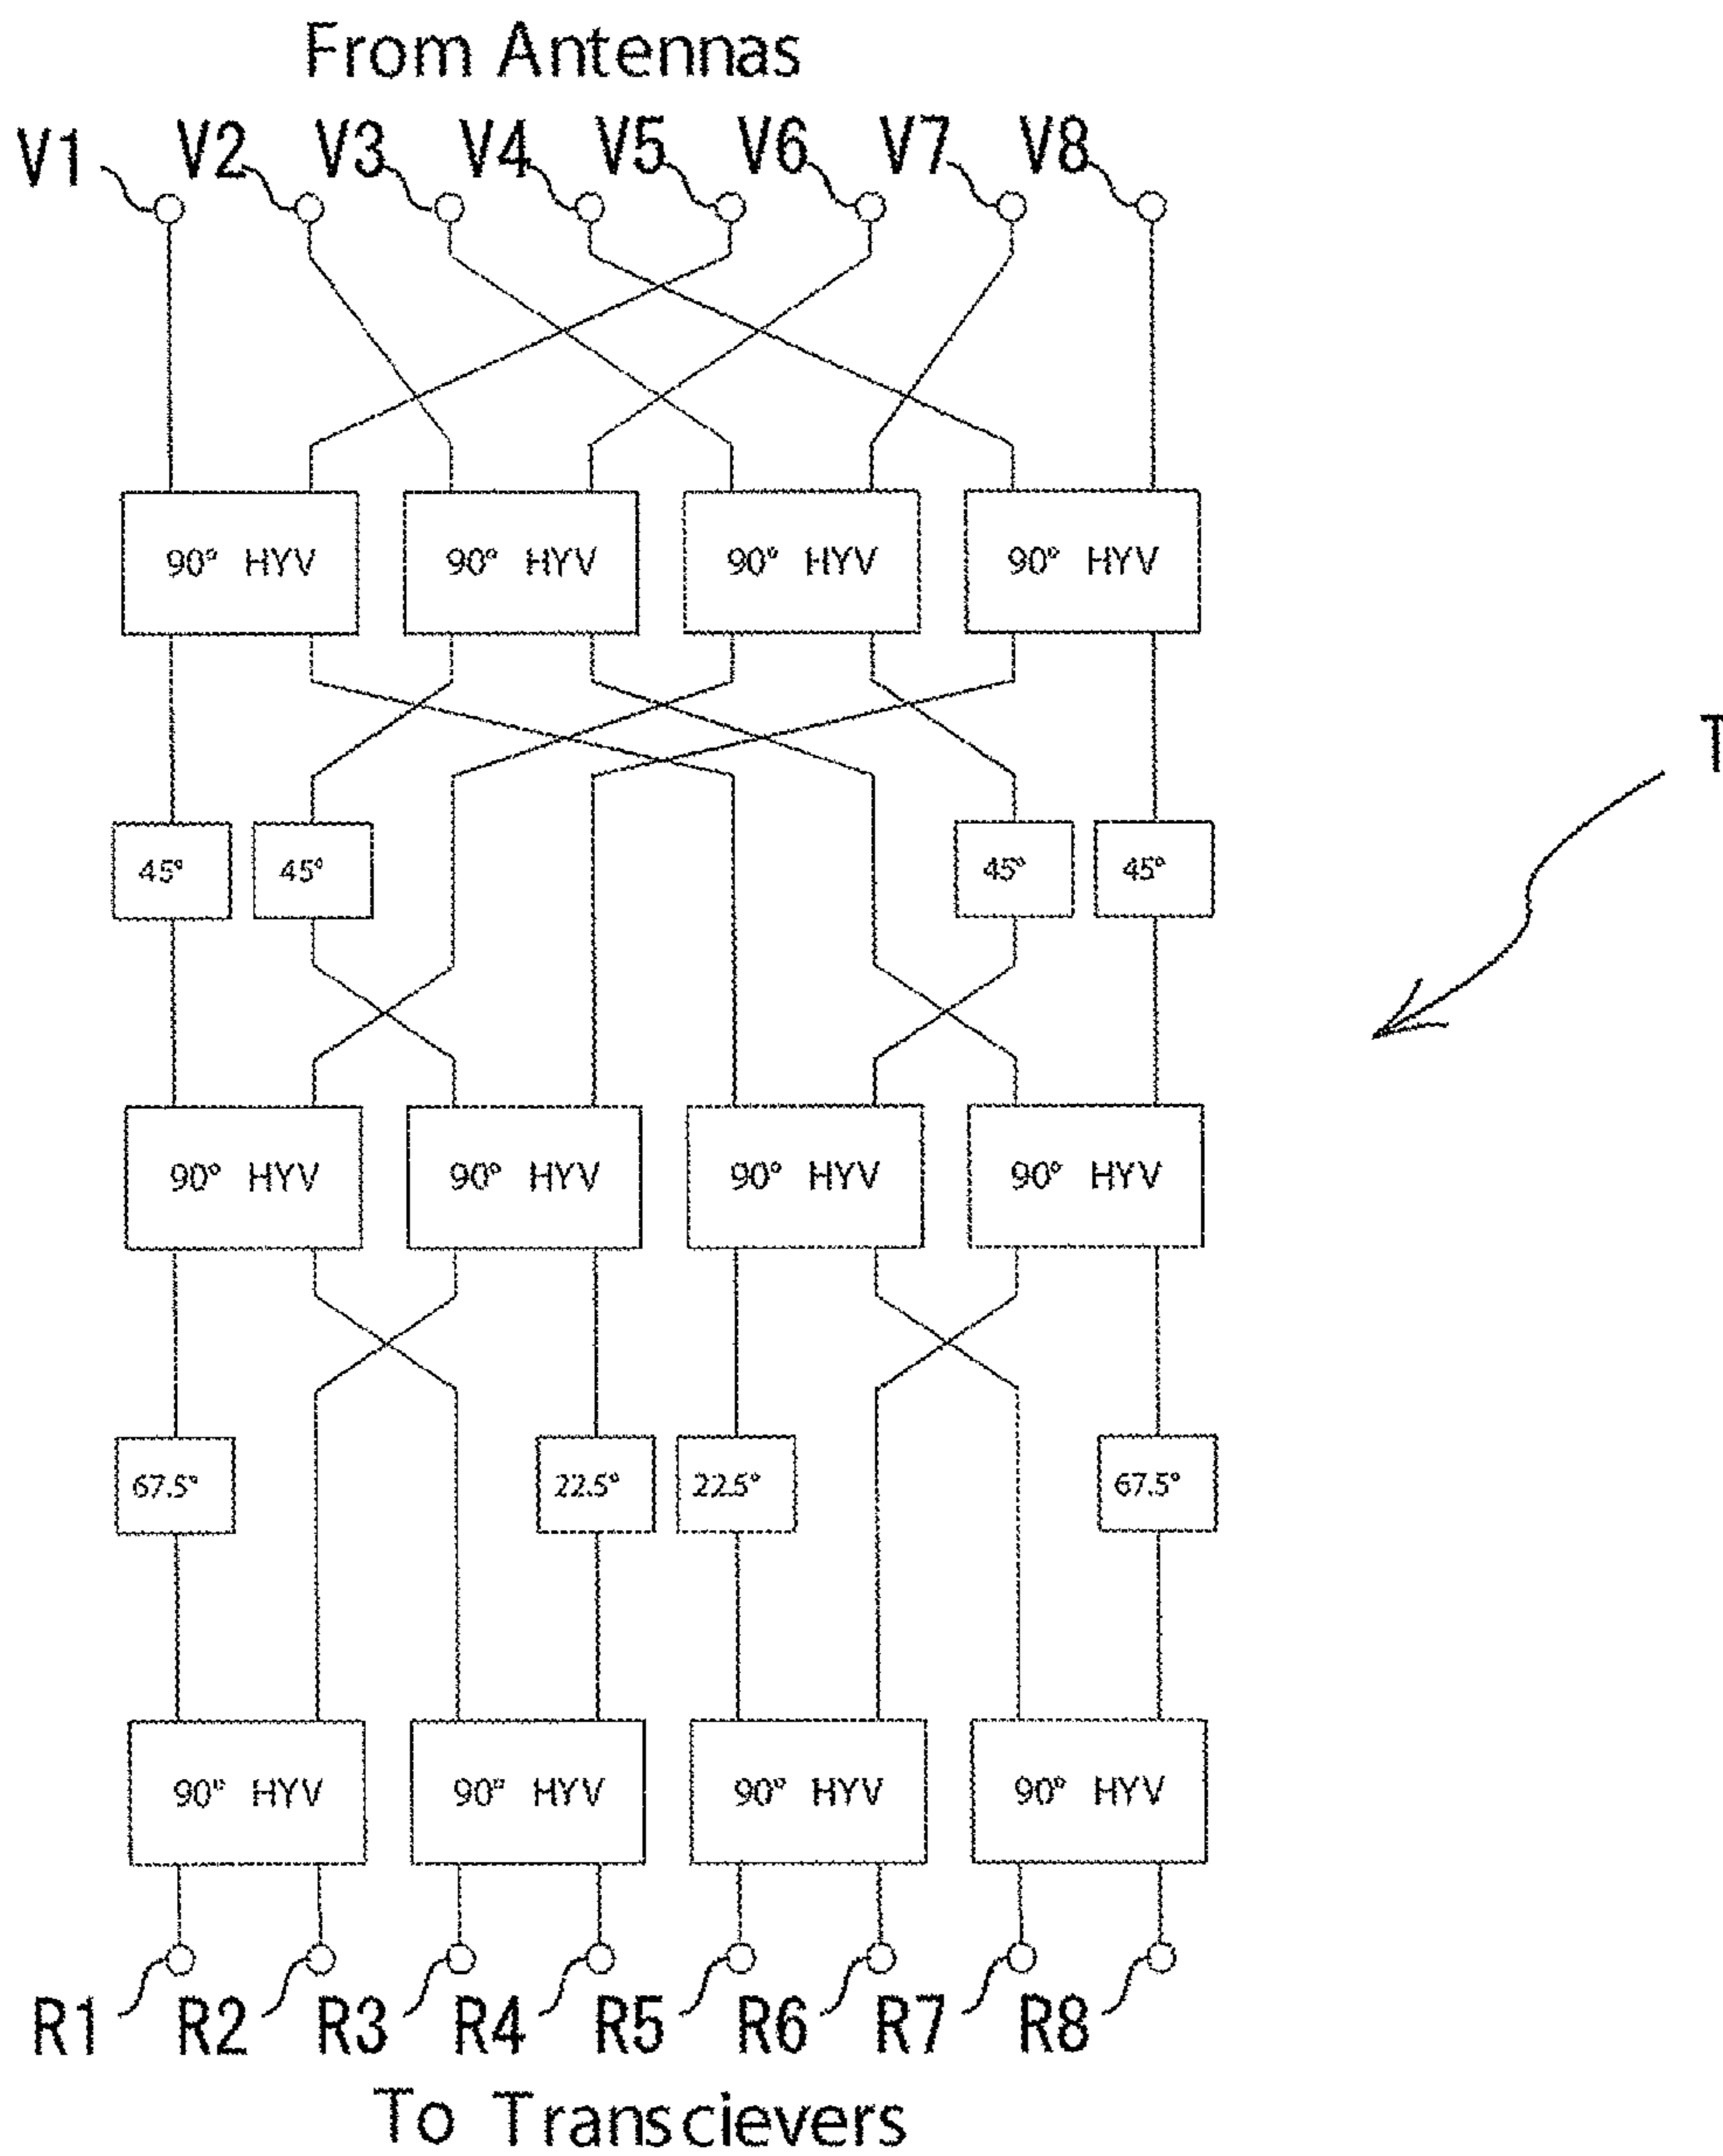 From Antennas
V1 V2 V3 V4 V5 V6 V7 V8
90° HYV 90° HYV 90° HYV 90° HYV
T
45° 45° 45° 45°
90° HYV 90° HYV 90° HYV 90° HYV
67.5° 22.5° 22.5° 67.5°
90° HYV 90° HYV 90° HYV 90° HYV
R1 R2 R3 R4 R5 R6 R7 R8
To Transcievers